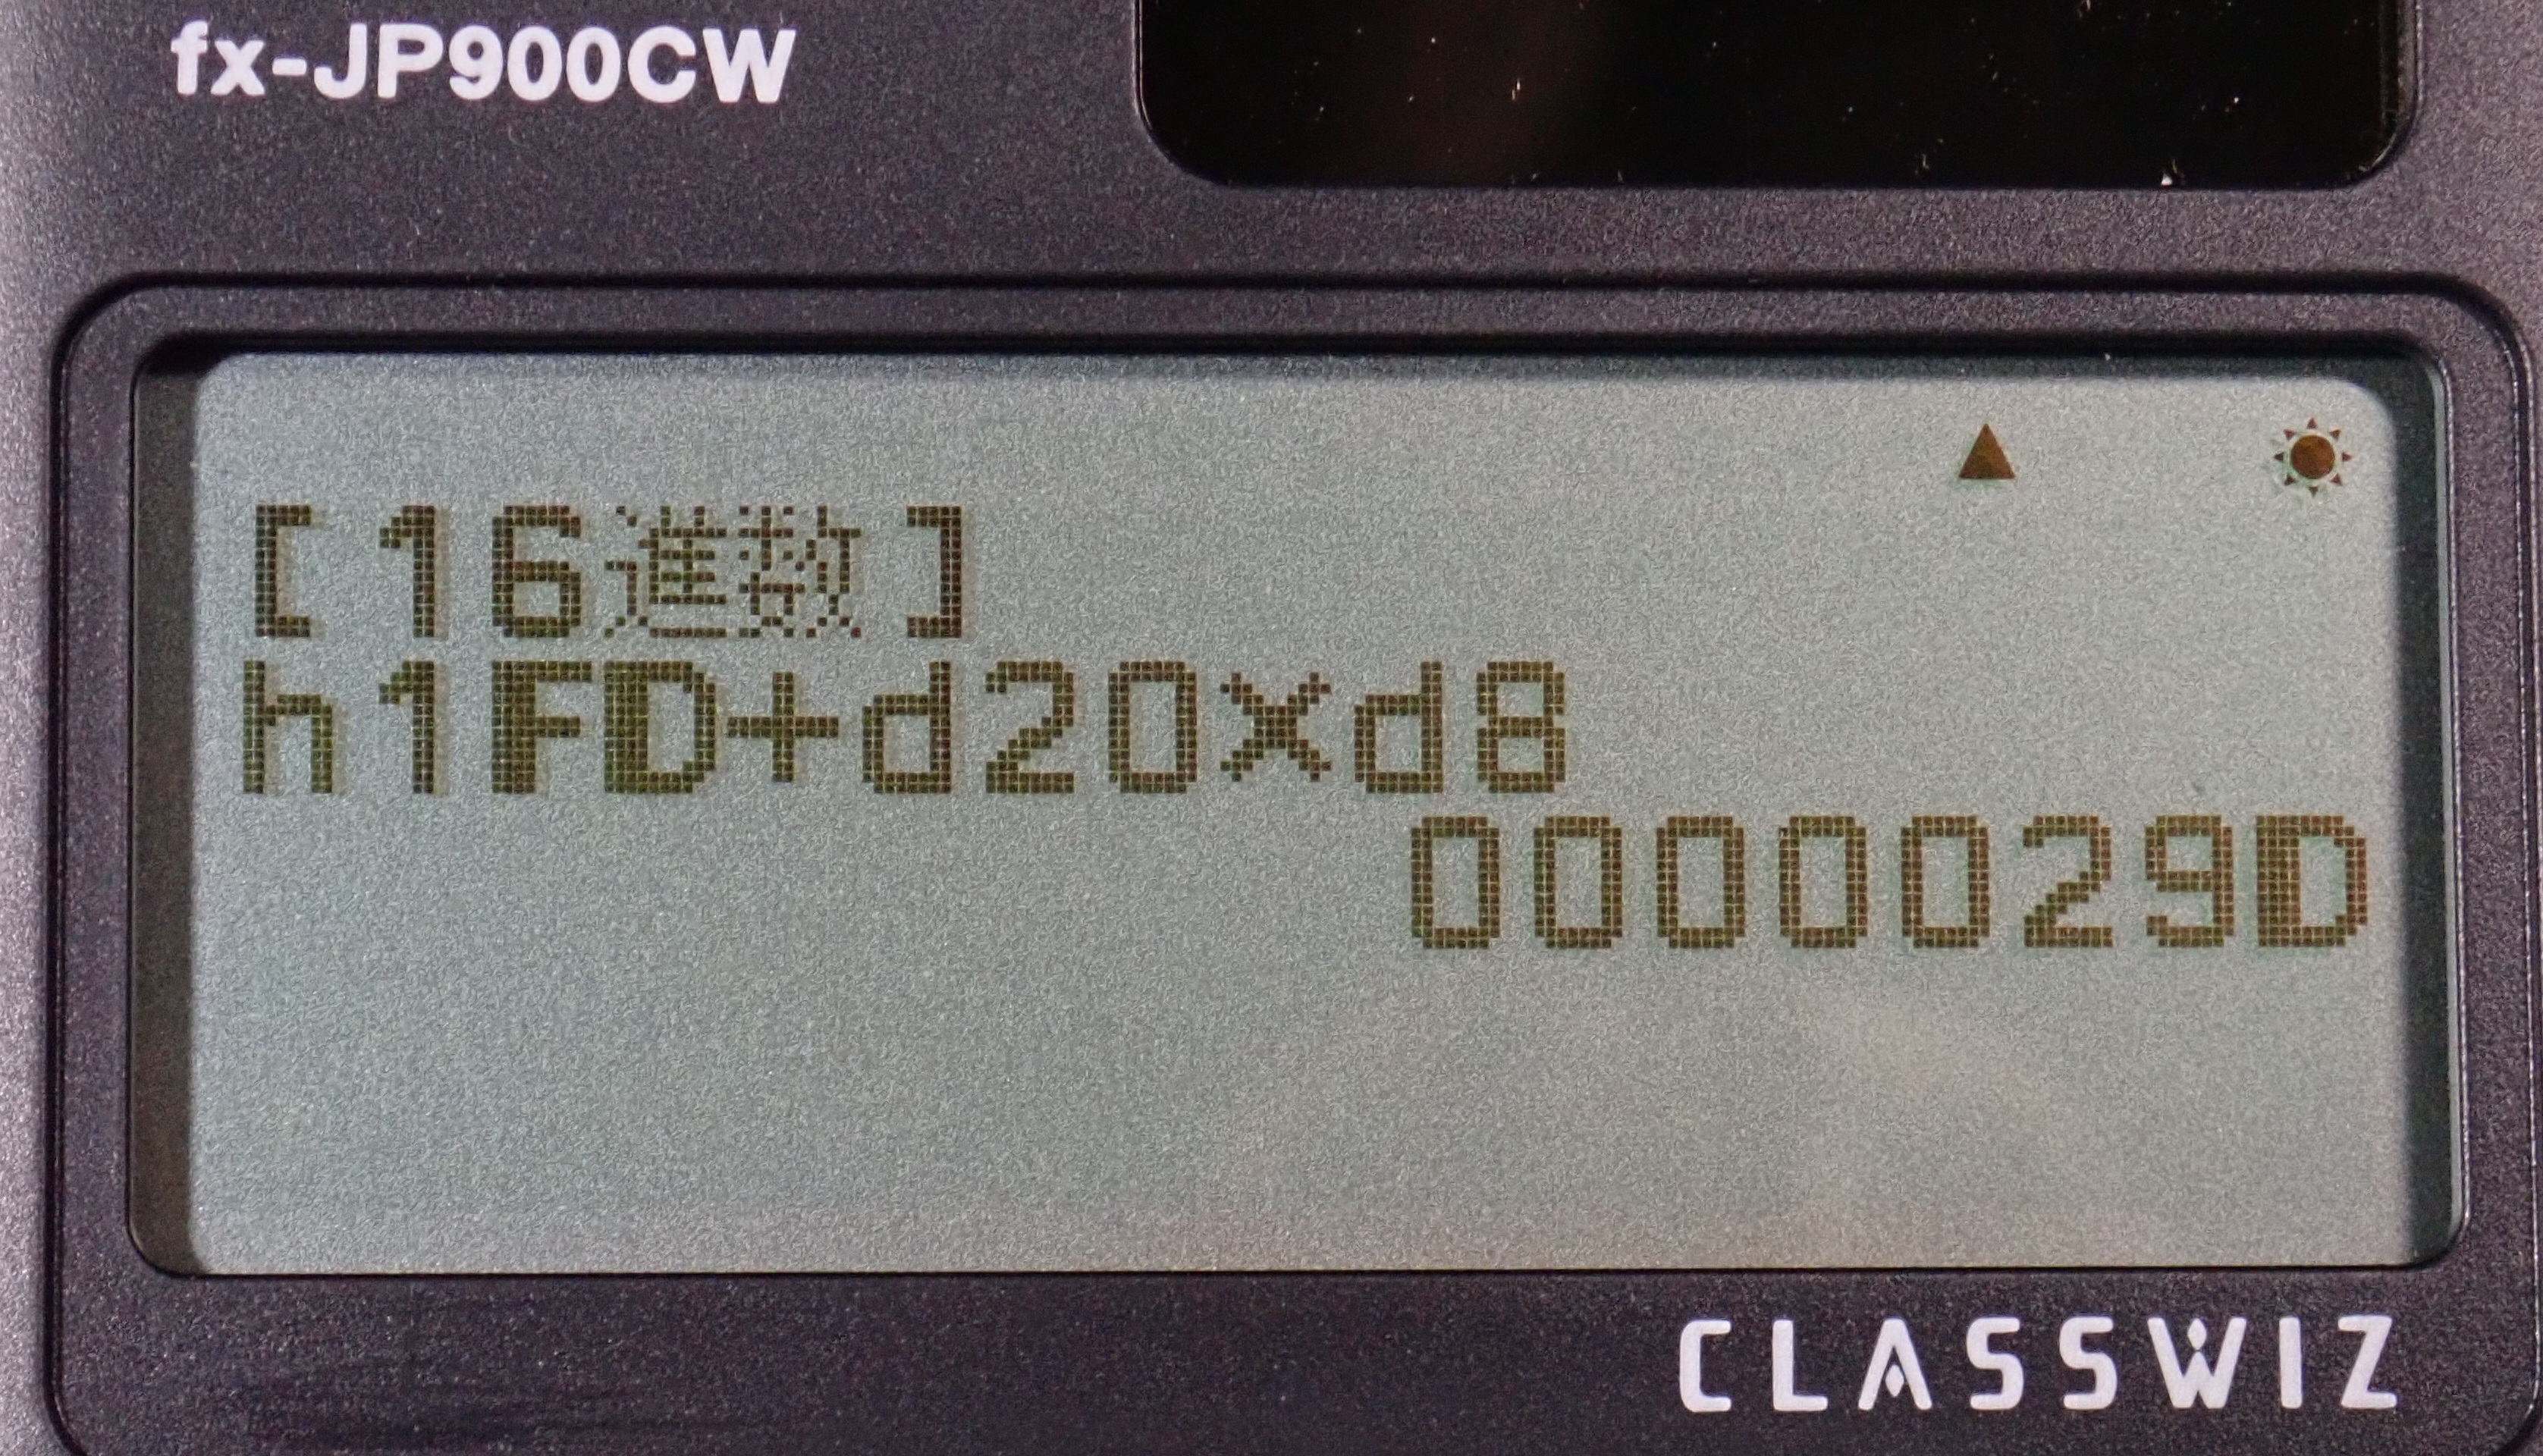 fx-JP900CW
[16進数]
h1FD+d20×d8
0000029D
CLASSWIZ